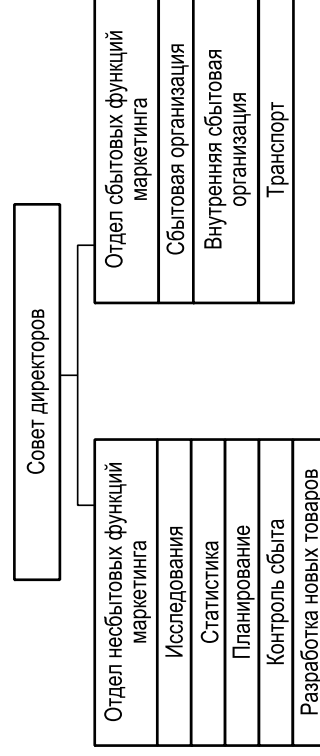 Совет директоров
Отдел несбытовых функций
маркетинга
Исследования
Статистика
Планирование
Контроль сбыта
Разработка новых товаров
Отдел сбытовых функций
маркетинга
Сбытовая организация
Внутренняя сбытовая
организация
Транспорт